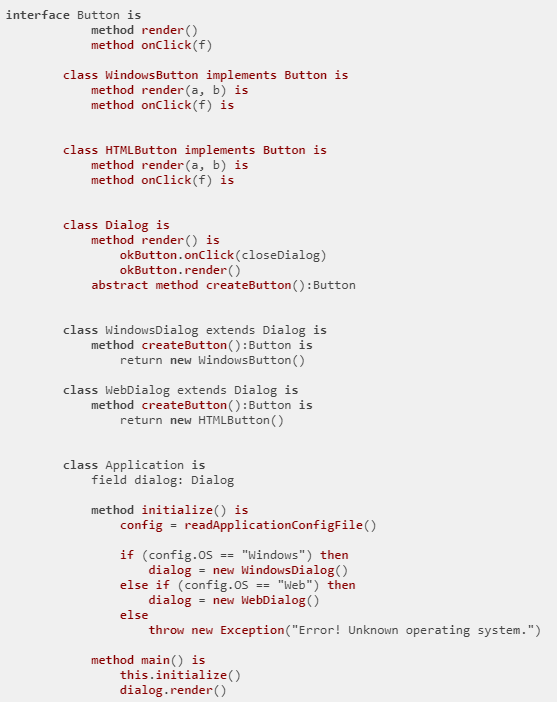 interface Button is
method render()
method onClick(f)
class WindowsButton implements Button is
method render(a, b) is
method onClick(f) is
class HTMLButton implements Button is
method render(a, b) is
method onClick(f) is
class Dialog is
method render() is
okButton.onClick(closeDialog)
okButton.render()
abstract method createButton():Button
class WindowsDialog extends Dialog is
method createButton():Button is
return new WindowsButton()
class WebDialog extends Dialog is
method createButton():Button is
return new HTMLButton()
class Application is
field dialog: Dialog
method initialize() is
config = readApplicationConfigFile()
if (config.OS == "Windows") then
dialog = new WindowsDialog()
else if (config.OS == "Web") then
dialog = new WebDialog()
else
throw new Exception("Error! Unknown operating system.")
method main() is
this.initialize()
dialog.render()